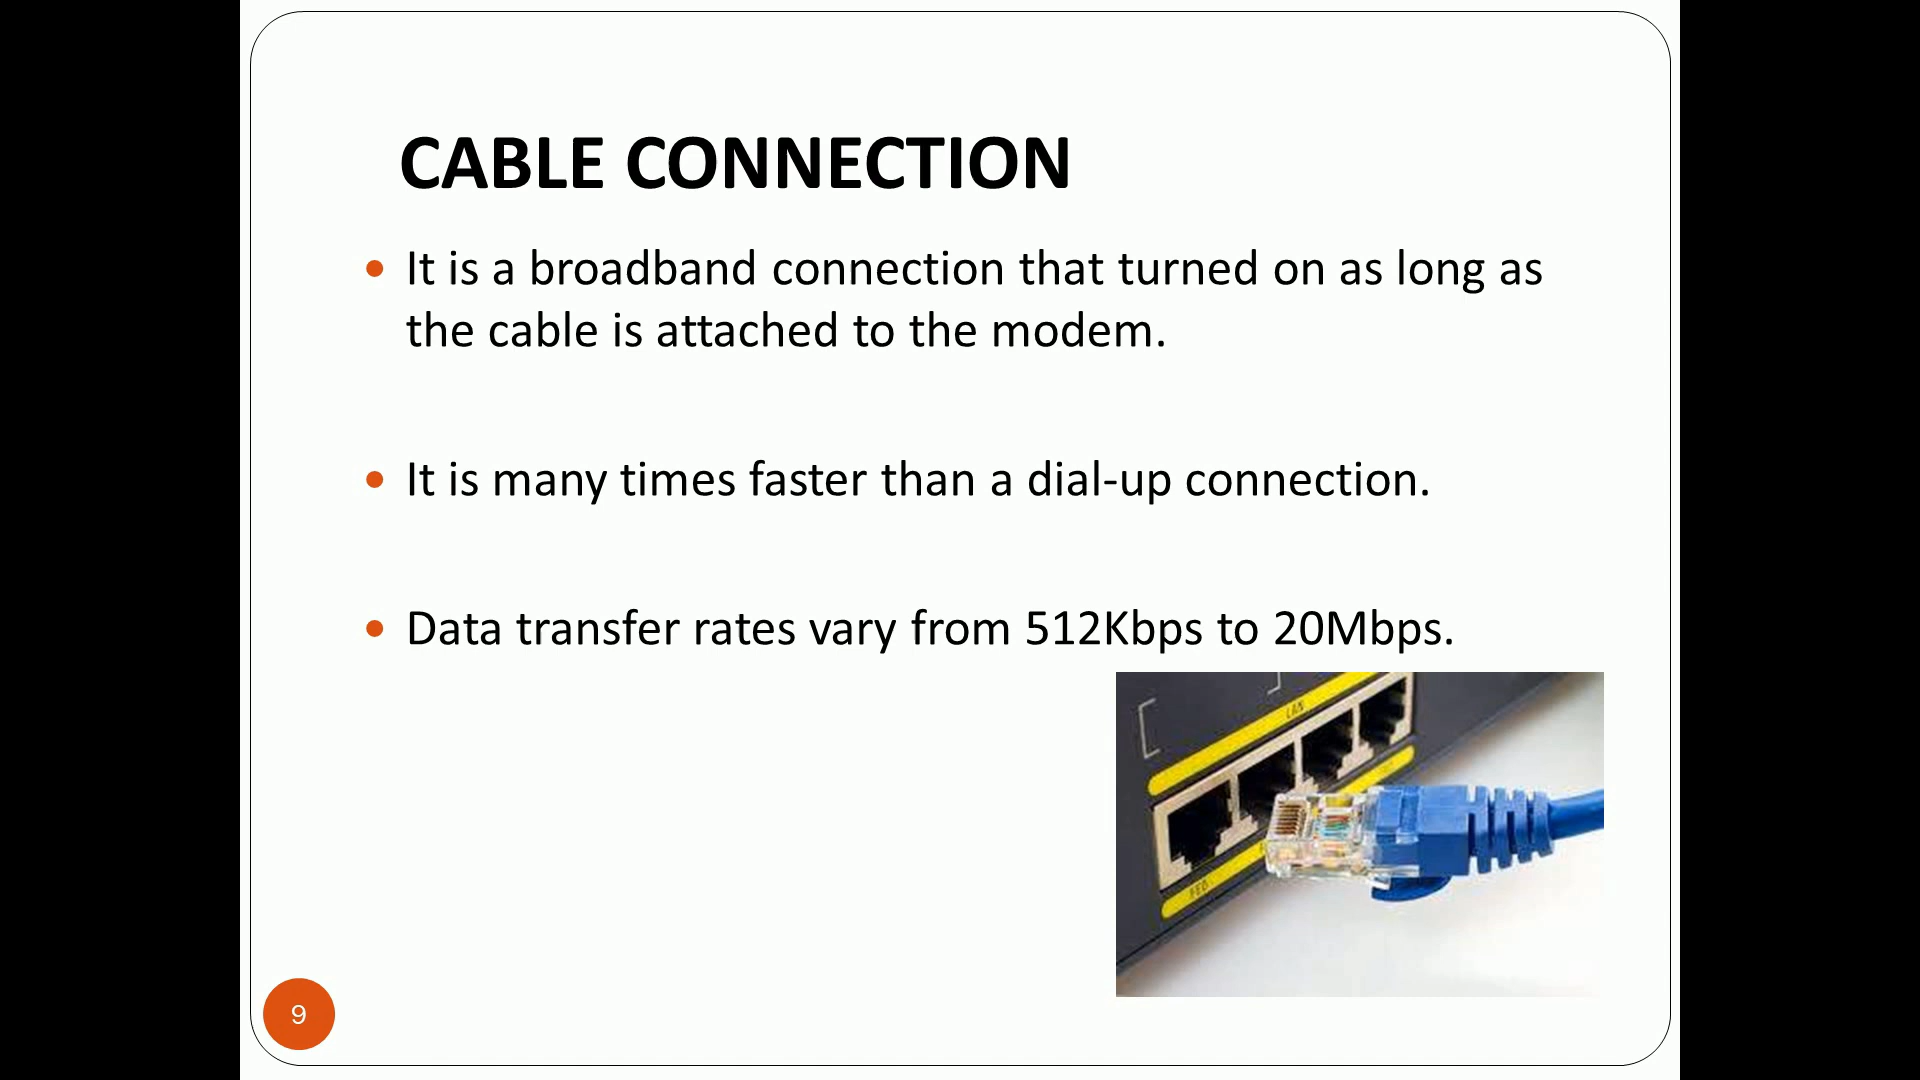 CABLE CONNECTION
• It is a broadband connection that turned on as long as
the cable is attached to the modem.
• It is many times faster than a dial-up connection.
• Data transfer rates vary from 512Kbps to 20Mbps.
LAN
9